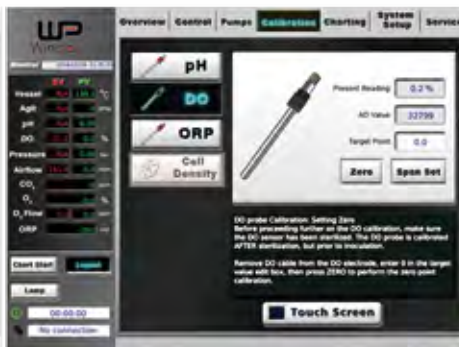 Overview Control Pumps Calibration Charting System Setup Service
WP
SV PV
Vessel °C
Agit
pH
DO %
Pressure
Airflow
CO₂
O₂ %
O₂ Flow
ORP
Chart Start Logout
Lamp
00:00:00
No connection
pH
DO
ORP
Cell Density
Present Reading 0.2 %
AD Value 32799
Target Point 0.0
Zero Span Set
DO probe Calibration: Setting Zero
Before proceeding further on the DO calibration, make sure
the DO sensor has been sterilized. The DO probe is calibrated
AFTER sterilization, but prior to inoculation.
Remove DO cable from the DO electrode, enter 0 in the target
value edit box, then press ZERO to perform the zero point
calibration.
Touch Screen